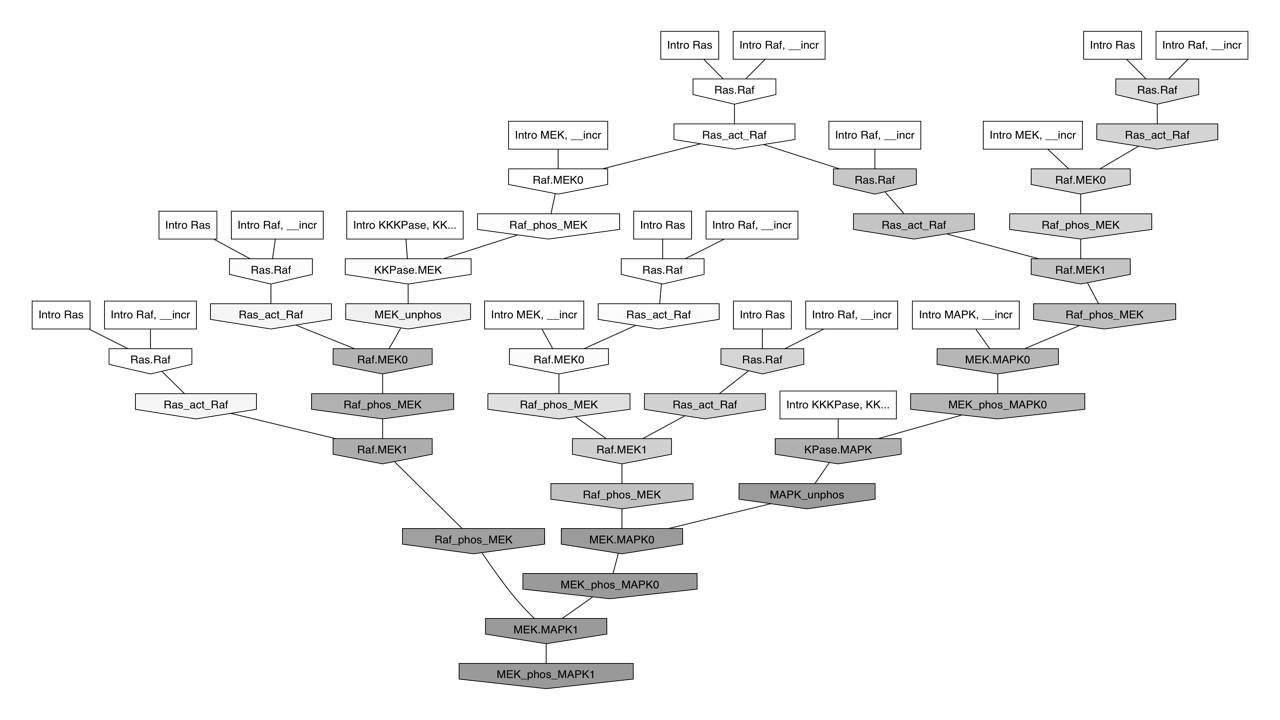 Intro Ras
Intro Raf, __incr
Intro Ras
Intro Raf, __incr
Ras.Raf
Ras.Raf
Intro MEK, __incr
Ras_act_Raf
Intro Raf, __incr
Intro MEK, __incr
Ras_act_Raf
Raf.MEK0
Ras.Raf
Raf.MEK0
Intro Ras
Intro Raf, __incr
Intro KKKPase, KK...
Raf_phos_MEK
Intro Ras
Intro Raf, __incr
Ras_act_Raf
Raf_phos_MEK
Ras.Raf
KKPase.MEK
Ras.Raf
Raf.MEK1
Intro Ras
Intro Raf, __incr
Ras_act_Raf
MEK_unphos
Intro MEK, __incr
Ras_act_Raf
Intro Ras
Intro Raf, __incr
Intro MAPK, __incr
Raf_phos_MEK
Ras.Raf
Raf.MEK0
Raf.MEK0
Ras.Raf
MEK.MAPK0
Ras_act_Raf
Raf_phos_MEK
Raf_phos_MEK
Ras_act_Raf
Intro KKKPase, KK...
MEK_phos_MAPK0
Raf.MEK1
Raf.MEK1
KPase.MAPK
Raf_phos_MEK
MAPK_unphos
Raf_phos_MEK
MEK.MAPK0
MEK_phos_MAPK0
MEK.MAPK1
MEK_phos_MAPK1